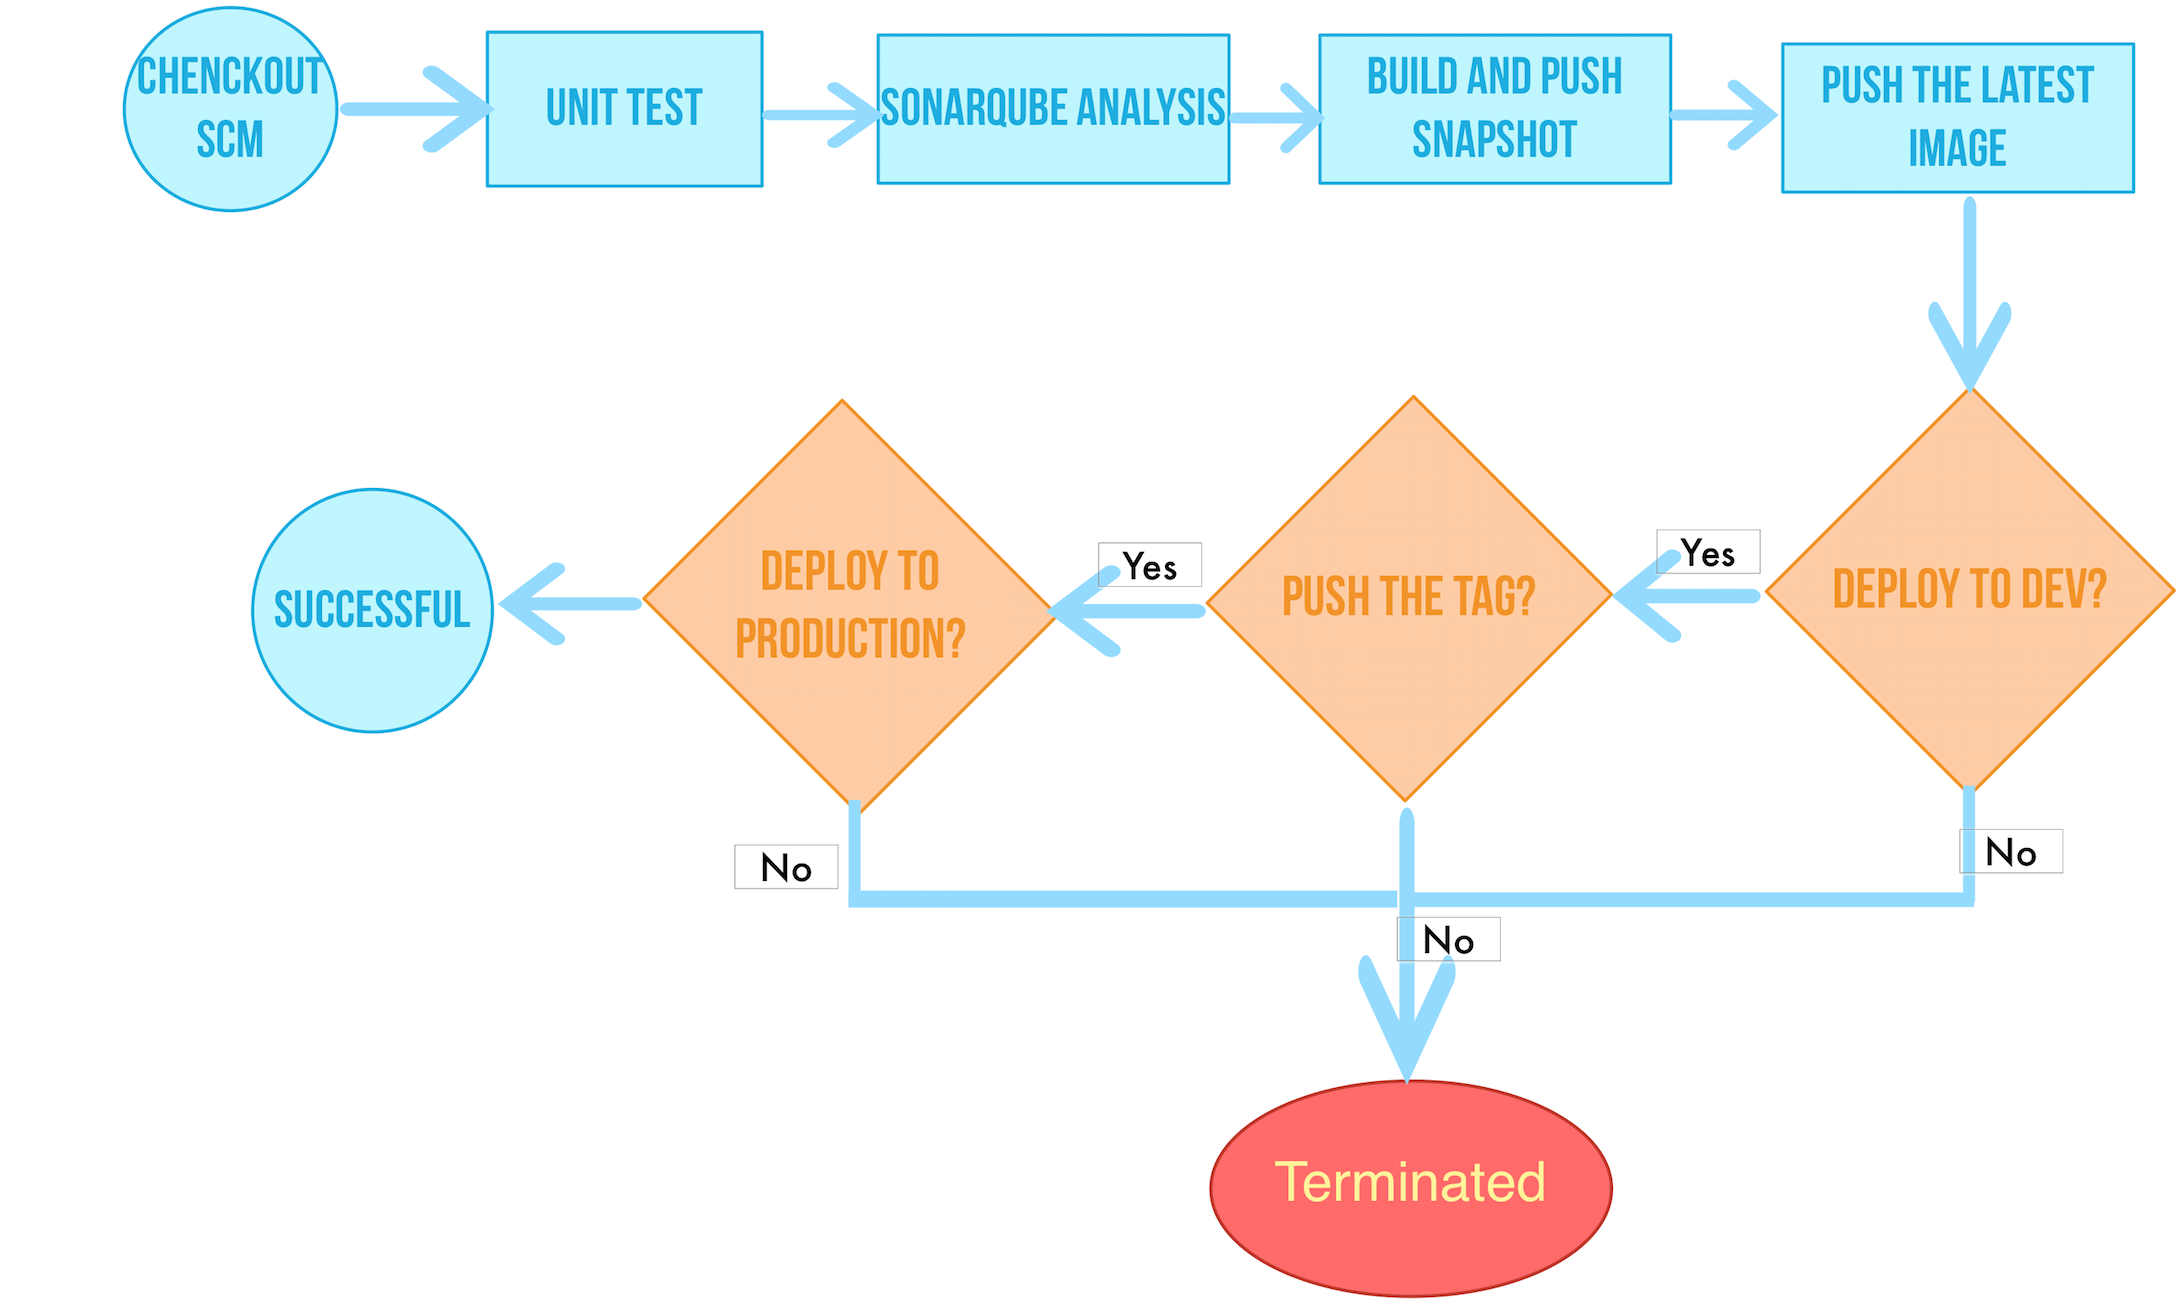 CHENCKOUT
SCM
UNIT TEST
SONARQUBE ANALYSIS
BUILD AND PUSH
SNAPSHOT
PUSH THE LATEST
IMAGE
DEPLOY TO DEV?
Yes
PUSH THE TAG?
Yes
DEPLOY TO
PRODUCTION?
SUCCESSFUL
No
No
No
Terminated